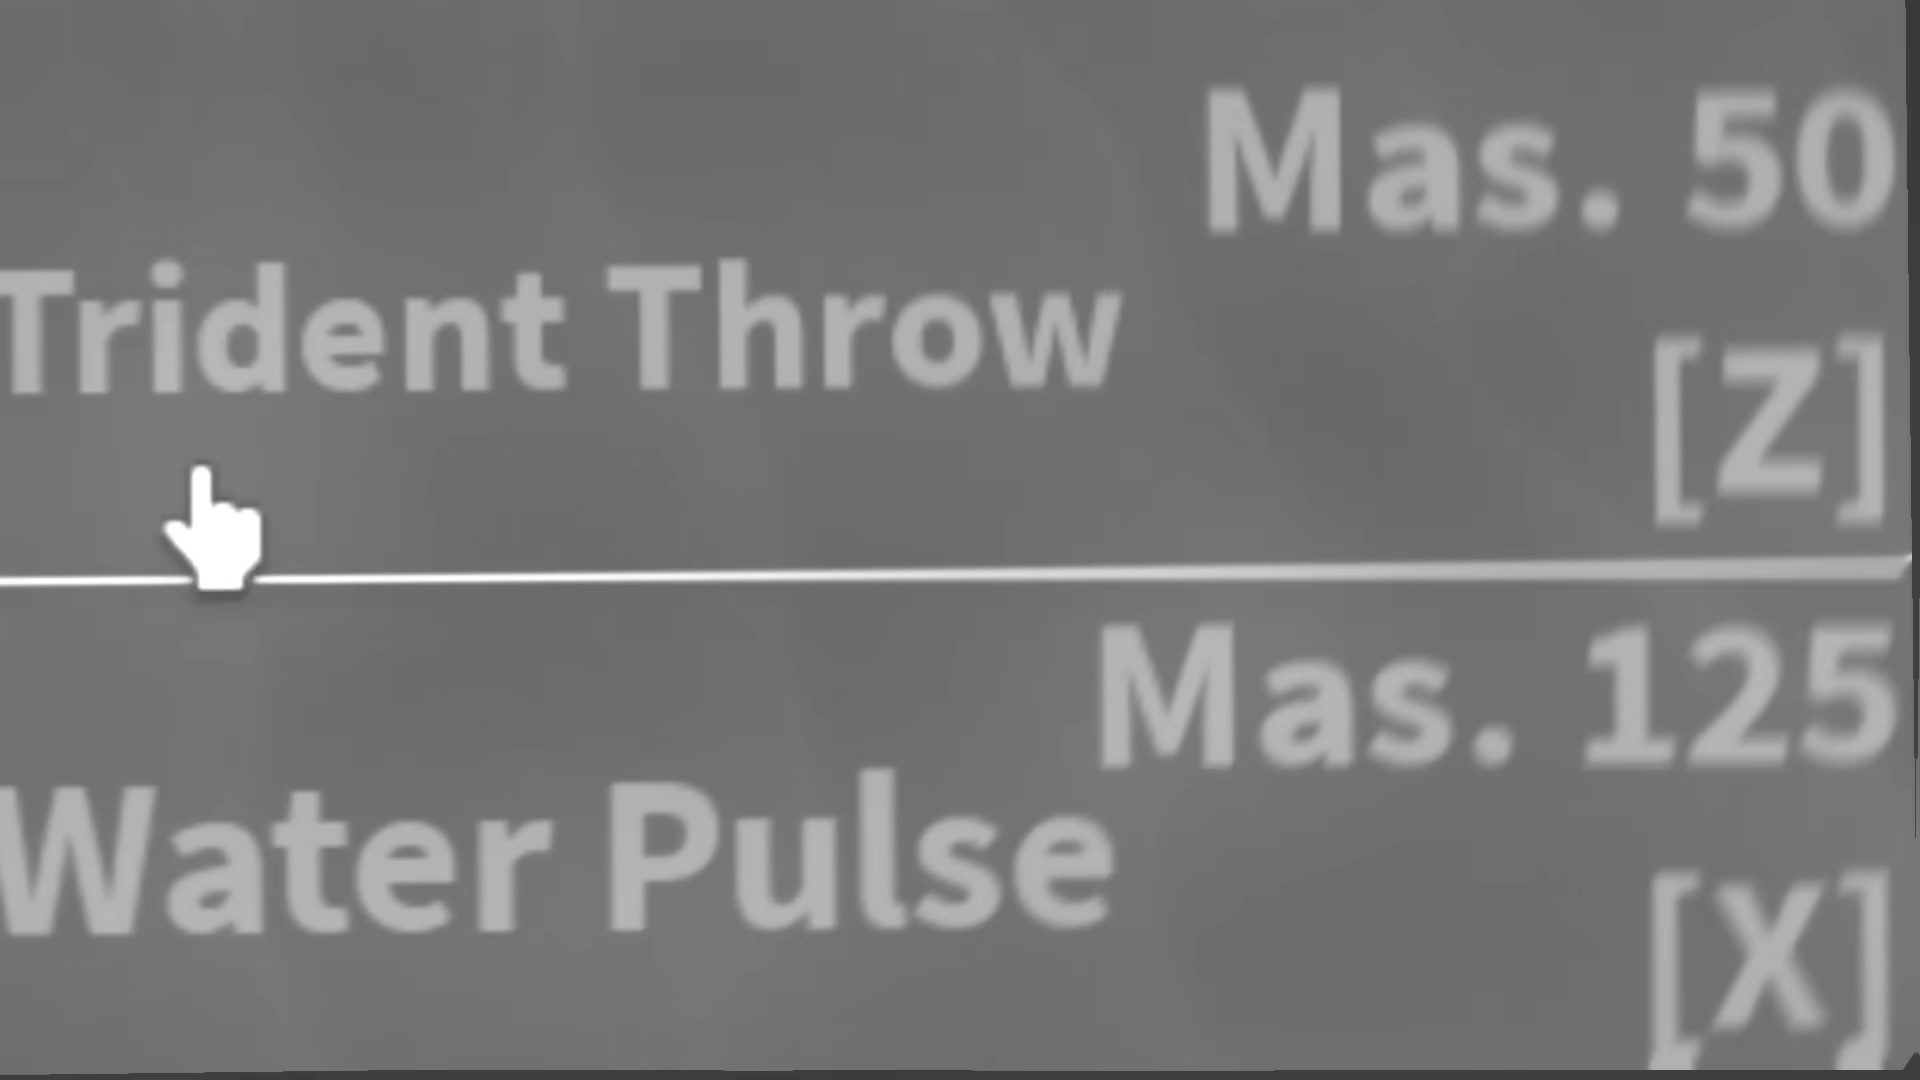 Mas. 50
Trident Throw
[Z]
Mas. 125
Water Pulse
[X]